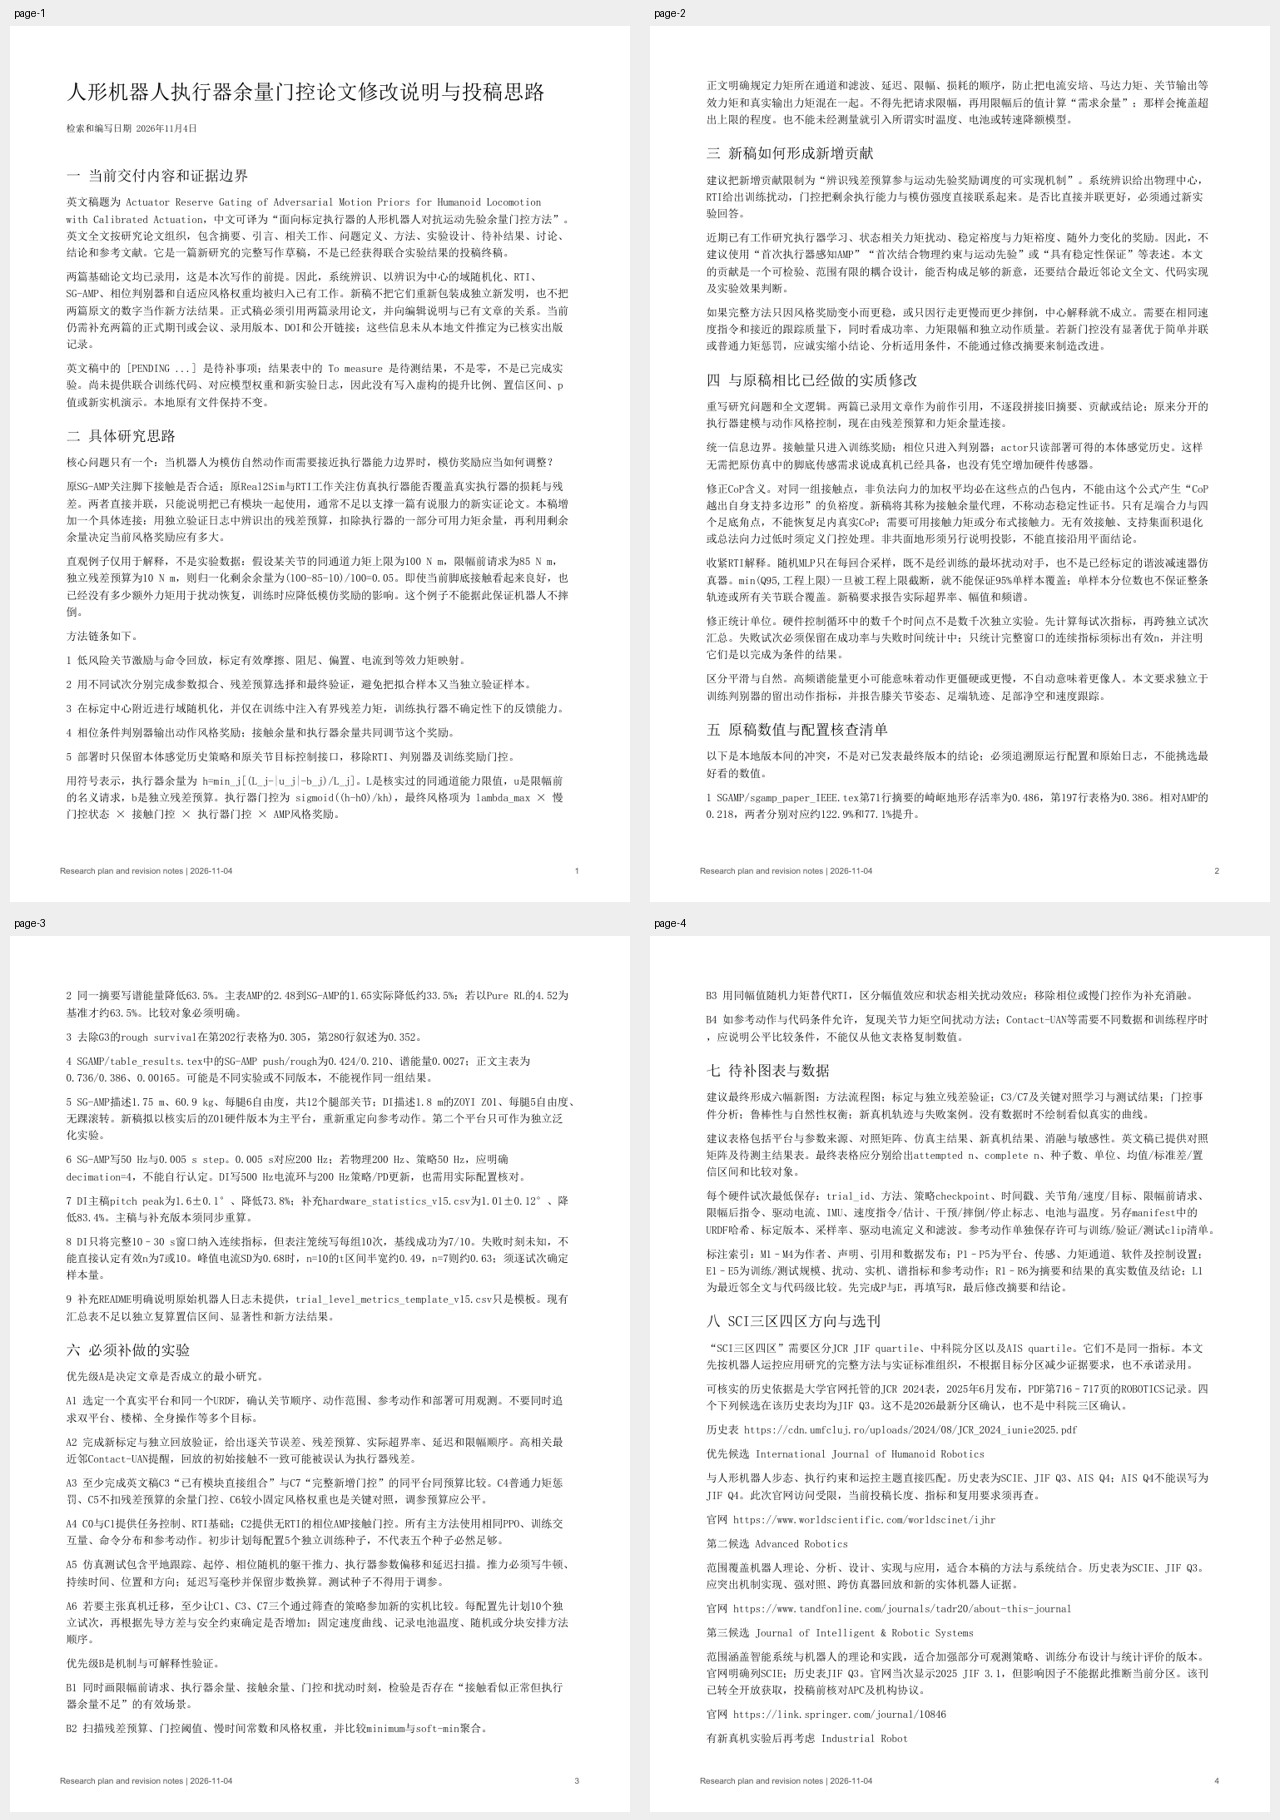 page-1
人形机器人执行器余量门控论文修改说明与投稿思路
检索和编写日期 2026年11月4日
一 当前交付内容和证据边界
英文稿题为 Actuator Reserve Gating of Adversarial Motion Priors for Humanoid Locomotion
with Calibrated Actuation，中文可译为“面向标定执行器的人形机器人对抗运动先验余量门控方法”。
英文全文按研究论文组织，包含摘要、引言、相关工作、问题定义、方法、实验设计、待补结果、讨论、
结论和参考文献。它是一篇新研究的完整写作草稿，不是已经获得联合实验结果的投稿终稿。
两篇基础论文均已录用，这是本次写作的前提。因此，系统辨识、以辨识为中心的域随机化、RTI、
SG-AMP、相位判别器和自适应风格权重均被归入已有工作。新稿不把它们重新包装成独立新发明，也不把
两篇原文的数字当作新方法结果。正式稿必须引用两篇录用论文，并向编辑说明与已有文章的关系。当前
仍需补充两篇的正式期刊或会议、录用版本、DOI和公开链接；这些信息未从本地文件推定为已核实出版
记录。
英文稿中的 [PENDING ...] 是待补事项；结果表中的 To measure 是待测结果，不是零，不是已完成实
验。尚未提供联合训练代码、对应模型权重和新实验日志，因此没有写入虚构的提升比例、置信区间、p
值或新实机演示。本地原有文件保持不变。
二 具体研究思路
核心问题只有一个：当机器人为模仿自然动作而需要接近执行器能力边界时，模仿奖励应当如何调整？
原SG-AMP关注脚下接触是否合适；原Real2Sim与RTI工作关注仿真执行器能否覆盖真实执行器的损耗与残
差。两者直接并联，只能说明把已有模块一起使用，通常不足以支撑一篇有说服力的新实证论文。本稿增
加一个具体连接：用独立验证日志中辨识出的残差预算，扣除执行器的一部分可用力矩余量，再利用剩余
余量决定当前风格奖励应有多大。
直观例子仅用于解释，不是实验数据：假设某关节的同通道力矩上限为100 N m，限幅前请求为85 N m，
独立残差预算为10 N m，则归一化剩余余量为(100-85-10)/100=0.05。即使当前脚底接触看起来良好，也
已经没有多少额外力矩用于扰动恢复，训练时应降低模仿奖励的影响。这个例子不能据此保证机器人不摔
倒。
方法链条如下。
1 低风险关节激励与命令回放，标定有效摩擦、阻尼、偏置、电流到等效力矩映射。
2 用不同试次分别完成参数拟合、残差预算选择和最终验证，避免把拟合样本又当独立验证样本。
3 在标定中心附近进行域随机化，并仅在训练中注入有界残差力矩，训练执行器不确定性下的反馈能力。
4 相位条件判别器输出动作风格奖励；接触余量和执行器余量共同调节这个奖励。
5 部署时只保留本体感觉历史策略和原关节目标控制接口，移除RTI、判别器及训练奖励门控。
用符号表示，执行器余量为 h=min_j[(L_j-|u_j|-b_j)/L_j]。L是核实过的同通道能力限值，u是限幅前
的名义请求，b是独立残差预算。执行器门控为 sigmoid((h-h0)/kh)，最终风格项为 lambda_max × 慢
门控状态 × 接触门控 × 执行器门控 × AMP风格奖励。
Research plan and revision notes | 2026-11-04
1
page-2
正文明确规定力矩所在通道和滤波、延迟、限幅、损耗的顺序，防止把电流安培、马达力矩、关节输出等
效力矩和真实输出力矩混在一起。不得先把请求限幅，再用限幅后的值计算“需求余量”；那样会掩盖超
出上限的程度。也不能未经测量就引入所谓实时温度、电池或转速降额模型。
三 新稿如何形成新增贡献
建议把新增贡献限制为“辨识残差预算参与运动先验奖励调度的可实现机制”。系统辨识给出物理中心，
RTI给出训练扰动，门控把剩余执行能力与模仿强度直接联系起来。是否比直接并联更好，必须通过新实
验回答。
近期已有工作研究执行器学习、状态相关力矩扰动、稳定裕度与力矩裕度、随外力变化的奖励。因此，不
建议使用“首次执行器感知AMP”“首次结合物理约束与运动先验”或“具有稳定性保证”等表述。本文
的贡献是一个可检验、范围有限的耦合设计，能否构成足够的新意，还要结合最近邻论文全文、代码实现
及实验效果判断。
如果完整方法只因风格奖励变小而更稳，或只因行走更慢而更少摔倒，中心解释就不成立。需要在相同速
度指令和接近的跟踪质量下，同时看成功率、力矩限幅和独立动作质量。若新门控没有显著优于简单并联
或普通力矩惩罚，应诚实缩小结论、分析适用条件，不能通过修改摘要来制造改进。
四 与原稿相比已经做的实质修改
重写研究问题和全文逻辑。两篇已录用文章作为前作引用，不逐段拼接旧摘要、贡献或结论；原来分开的
执行器建模与动作风格控制，现在由残差预算和力矩余量连接。
统一信息边界。接触量只进入训练奖励；相位只进入判别器；actor只读部署可得的本体感觉历史。这样
无需把原仿真中的脚底传感需求说成真机已经具备，也没有凭空增加硬件传感器。
修正CoP含义。对同一组接触点，非负法向力的加权平均必在这些点的凸包内，不能由这个公式产生“CoP
越出自身支持多边形”的负裕度。新稿将其称为接触余量代理，不称动态稳定性证书。只有足端合力与四
个足底角点，不能恢复足内真实CoP；需要可用接触力矩或分布式接触力。无有效接触、支持集面积退化
或总法向力过低时须定义门控处理。非共面地形须另行说明投影，不能直接沿用平面结论。
收紧RTI解释。随机MLP只在每回合采样，既不是经训练的最坏扰动对手，也不是已经标定的谐波减速器仿
真器。min(Q95,工程上限)一旦被工程上限截断，就不能保证95%单样本覆盖；单样本分位数也不保证整条
轨迹或所有关节联合覆盖。新稿要求报告实际超界率、幅值和频谱。
修正统计单位。硬件控制循环中的数千个时间点不是数千次独立实验。先计算每试次指标，再跨独立试次
汇总。失败试次必须保留在成功率与失败时间统计中；只统计完整窗口的连续指标须标出有效n，并注明
它们是以完成为条件的结果。
区分平滑与自然。高频谱能量更小可能意味着动作更僵硬或更慢，不自动意味着更像人。本文要求独立于
训练判别器的留出动作指标，并报告膝关节姿态、足端轨迹、足部净空和速度跟踪。
五 原稿数值与配置核查清单
以下是本地版本间的冲突，不是对已发表最终版本的结论；必须追溯原运行配置和原始日志，不能挑选最
好看的数值。
1 SGAMP/sgamp_paper_IEEE.tex第71行摘要的崎岖地形存活率为0.486，第197行表格为0.386。相对AMP的
0.218，两者分别对应约122.9%和77.1%提升。
Research plan and revision notes | 2026-11-04
2
page-3
2 同一摘要写谱能量降低63.5%。主表AMP的2.48到SG-AMP的1.65实际降低约33.5%；若以Pure RL的4.52为
基准才约63.5%。比较对象必须明确。
3 去除G3的rough survival在第202行表格为0.305，第280行叙述为0.352。
4 SGAMP/table_results.tex中的SG-AMP push/rough为0.424/0.210、谱能量0.0027；正文主表为
0.736/0.386、0.00165。可能是不同实验或不同版本，不能视作同一组结果。
5 SG-AMP描述1.75 m、60.9 kg、每腿6自由度，共12个腿部关节；DI描述1.8 m的ZOYI Z01、每腿5自由度、
无踝滚转。新稿拟以核实后的Z01硬件版本为主平台，重新重定向参考动作。第二个平台只可作为独立泛
化实验。
6 SG-AMP写50 Hz与0.005 s step。0.005 s对应200 Hz；若物理200 Hz、策略50 Hz，应明确
decimation=4，不能自行认定。DI写500 Hz电流环与200 Hz策略/PD更新，也需用实际配置核对。
7 DI主稿pitch peak为1.6±0.1°、降低73.8%；补充hardware_statistics_v15.csv为1.01±0.12°、降
低83.4%。主稿与补充版本须同步重算。
8 DI只将完整10–30 s窗口纳入连续指标，但表注笼统写每组10次，基线成功为7/10。失败时刻未知，不
能直接认定有效n为7或10。峰值电流SD为0.68时，n=10的t区间半宽约0.49，n=7则约0.63；须逐试次确定
样本量。
9 补充README明确说明原始机器人日志未提供，trial_level_metrics_template_v15.csv只是模板。现有
汇总表不足以独立复算置信区间、显著性和新方法结果。
六 必须补做的实验
优先级A是决定文章是否成立的最小研究。
A1 选定一个真实平台和同一个URDF，确认关节顺序、动作范围、参考动作和部署可用观测。不要同时追
求双平台、楼梯、全身操作等多个目标。
A2 完成新标定与独立回放验证，给出逐关节误差、残差预算、实际超界率、延迟和限幅顺序。高相关最
近邻Contact-UAN提醒，回放的初始接触不一致可能被误认为执行器残差。
A3 至少完成英文稿C3“已有模块直接组合”与C7“完整新增门控”的同平台同预算比较。C4普通力矩惩
罚、C5不扣残差预算的余量门控、C6较小固定风格权重也是关键对照，调参预算应公平。
A4 C0与C1提供任务控制、RTI基础；C2提供无RTI的相位AMP接触门控。所有主方法使用相同PPO、训练交
互量、命令分布和参考动作。初步计划每配置5个独立训练种子，不代表五个种子必然足够。
A5 仿真测试包含平地跟踪、起停、相位随机的躯干推力、执行器参数偏移和延迟扫描。推力必须写牛顿、
持续时间、位置和方向；延迟写毫秒并保留步数换算。测试种子不得用于调参。
A6 若要主张真机迁移，至少让C1、C3、C7三个通过筛查的策略参加新的实机比较。每配置先计划10个独
立试次，再根据先导方差与安全约束确定是否增加；固定速度曲线、记录电池温度、随机或分块安排方法
顺序。
优先级B是机制与可解释性验证。
B1 同时画限幅前请求、执行器余量、接触余量、门控和扰动时刻，检验是否存在“接触看似正常但执行
器余量不足”的有效场景。
B2 扫描残差预算、门控阈值、慢时间常数和风格权重，并比较minimum与soft-min聚合。
Research plan and revision notes | 2026-11-04
3
page-4
B3 用同幅值随机力矩替代RTI，区分幅值效应和状态相关扰动效应；移除相位或慢门控作为补充消融。
B4 如参考动作与代码条件允许，复现关节力矩空间扰动方法；Contact-UAN等需要不同数据和训练程序时
，应说明公平比较条件，不能仅从他文表格复制数值。
七 待补图表与数据
建议最终形成六幅新图：方法流程图；标定与独立残差验证；C3/C7及关键对照学习与测试结果；门控事
件分析；鲁棒性与自然性权衡；新真机轨迹与失败案例。没有数据时不绘制看似真实的曲线。
建议表格包括平台与参数来源、对照矩阵、仿真主结果、新真机结果、消融与敏感性。英文稿已提供对照
矩阵及待测主结果表。最终表格应分别给出attempted n、complete n、种子数、单位、均值/标准差/置
信区间和比较对象。
每个硬件试次最低保存：trial_id、方法、策略checkpoint、时间戳、关节角/速度/目标、限幅前请求、
限幅后指令、驱动电流、IMU、速度指令/估计、干预/摔倒/停止标志、电池与温度。另存manifest中的
URDF哈希、标定版本、采样率、驱动电流定义和滤波。参考动作单独保存许可与训练/验证/测试clip清单。
标注索引：M1–M4为作者、声明、引用和数据发布；P1–P5为平台、传感、力矩通道、软件及控制设置；
E1–E5为训练/测试规模、扰动、实机、谱指标和参考动作；R1–R6为摘要和结果的真实数值及结论；L1
为最近邻全文与代码级比较。先完成P与E，再填写R，最后修改摘要和结论。
八 SCI三区四区方向与选刊
“SCI三区四区”需要区分JCR JIF quartile、中科院分区以及AIS quartile。它们不是同一指标。本文
先按机器人运控应用研究的完整方法与实证标准组织，不根据目标分区减少证据要求，也不承诺录用。
可核实的历史依据是大学官网托管的JCR 2024表，2025年6月发布，PDF第716–717页的ROBOTICS记录。四
个下列候选在该历史表均为JIF Q3。这不是2026最新分区确认，也不是中科院三区确认。
历史表 https://cdn.umfcluj.ro/uploads/2024/08/JCR_2024_iunie2025.pdf
优先候选 International Journal of Humanoid Robotics
与人形机器人步态、执行约束和运控主题直接匹配。历史表为SCIE、JIF Q3、AIS Q4；AIS Q4不能误写为
JIF Q4。此次官网访问受限，当前投稿长度、指标和复用要求须再查。
官网 https://www.worldscientific.com/worldscinet/ijhr
第二候选 Advanced Robotics
范围覆盖机器人理论、分析、设计、实现与应用，适合本稿的方法与系统结合。历史表为SCIE、JIF Q3。
应突出机制实现、强对照、跨仿真器回放和新的实体机器人证据。
官网 https://www.tandfonline.com/journals/tadr20/about-this-journal
第三候选 Journal of Intelligent & Robotic Systems
范围涵盖智能系统与机器人的理论和实践，适合加强部分可观测策略、训练分布设计与统计评价的版本。
官网明确列SCIE；历史表JIF Q3。官网当次显示2025 JIF 3.1，但影响因子不能据此推断当前分区。该刊
已转全开放获取，投稿前核对APC及机构协议。
官网 https://link.springer.com/journal/10846
有新真机实验后再考虑 Industrial Robot
Research plan and revision notes | 2026-11-04
4